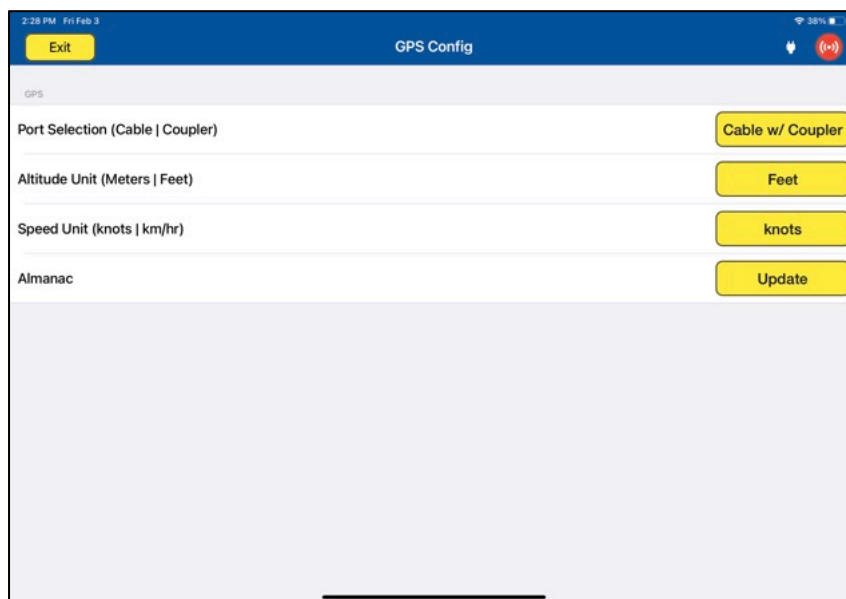 2:28 PM Fri Feb 3
38%
Exit
GPS Config
GPS
Port Selection (Cable | Coupler)
Cable w/ Coupler
Altitude Unit (Meters | Feet)
Feet
Speed Unit (knots | km/hr)
knots
Almanac
Update